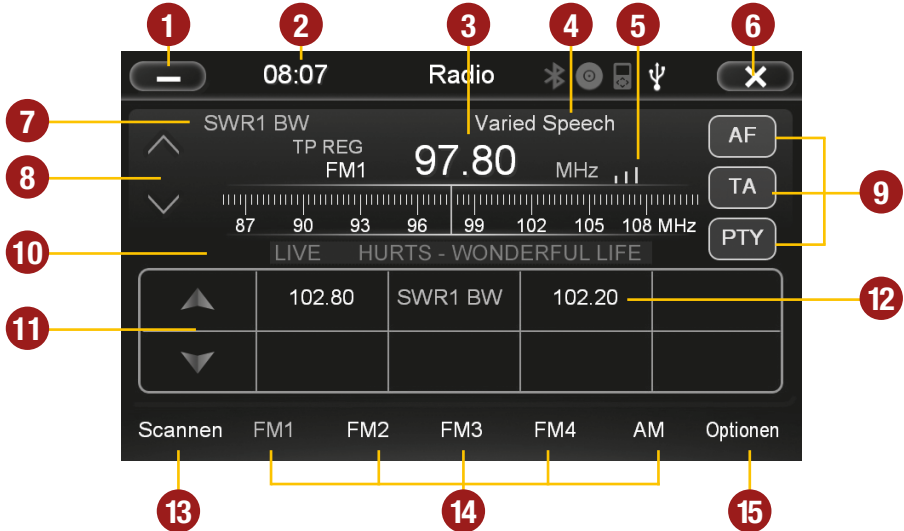 1 2 3 4 5 6
08:07 Radio
7 SWR1 BW Varied Speech AF
TP REG
8 FM1 97.80 MHz TA 9
87 90 93 96 99 102 105 108 MHz PTY
10 LIVE HURTS - WONDERFUL LIFE
102.80 SWR1 BW 102.20 12
11
Scannen FM1 FM2 FM3 FM4 AM Optionen
13 14 15